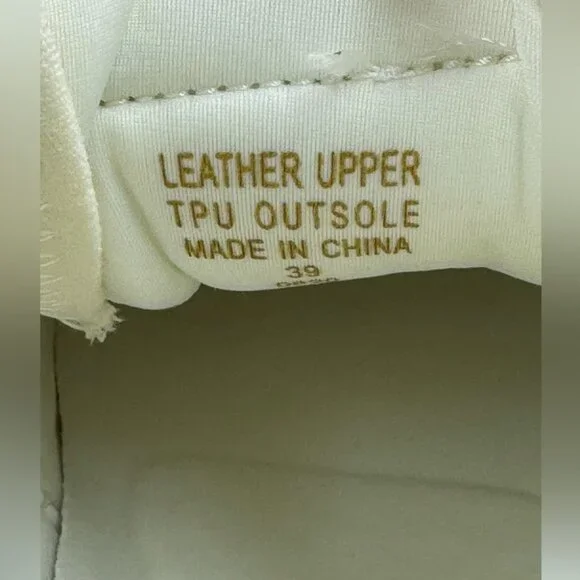 LEATHER UPPER
TPU OUTSOLE
MADE IN CHINA
39